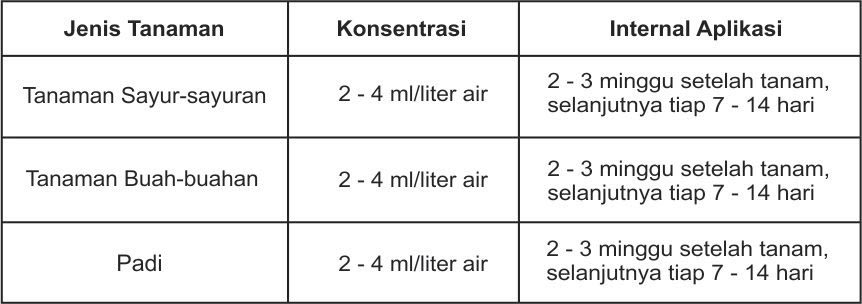 Jenis Tanaman Konsentrasi Internal Aplikasi
Tanaman Sayur-sayuran 2 - 4 ml/liter air 2 - 3 minggu setelah tanam,
selanjutnya tiap 7 - 14 hari
Tanaman Buah-buahan 2 - 4 ml/liter air 2 - 3 minggu setelah tanam,
selanjutnya tiap 7 - 14 hari
Padi 2 - 4 ml/liter air 2 - 3 minggu setelah tanam,
selanjutnya tiap 7 - 14 hari